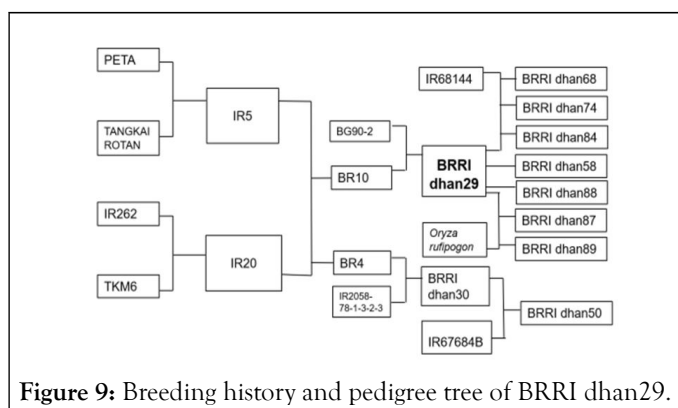 PETA
TANGKAI
ROTAN
IR262
TKM6
IR5
IR20
BG90-2
BR10
BR4
IR2058-
78-1-3-2-3
IR68144
BRRI
dhan29
Oryza
rufipogon
BRRI
dhan30
IR67684B
BRRI dhan68
BRRI dhan74
BRRI dhan84
BRRI dhan58
BRRI dhan88
BRRI dhan87
BRRI dhan89
BRRI dhan50
Figure 9: Breeding history and pedigree tree of BRRI dhan29.